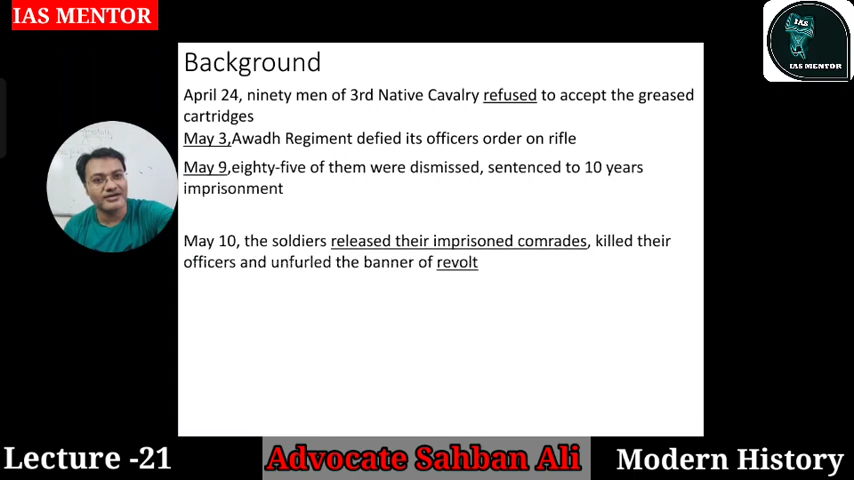 IAS MENTOR
IAS
IAS MENTOR
Background
April 24, ninety men of 3rd Native Cavalry refused to accept the greased
cartridges
May 3,Awadh Regiment defied its officers order on rifle
May 9,eighty-five of them were dismissed, sentenced to 10 years
imprisonment
May 10, the soldiers released their imprisoned comrades, killed their
officers and unfurled the banner of revolt
Lecture -21
Advocate Sahban Ali
Modern History